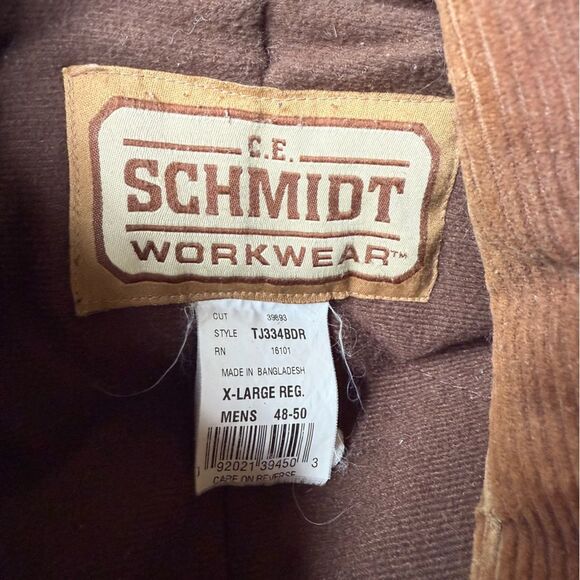 C.E.
SCHMIDT
WORKWEAR™
CUT 39893
STYLE TJ334BDR
RN 16101
MADE IN BANGLADESH
X-LARGE REG.
MENS 48-50
92021 39450 3
CARE ON REVERSE